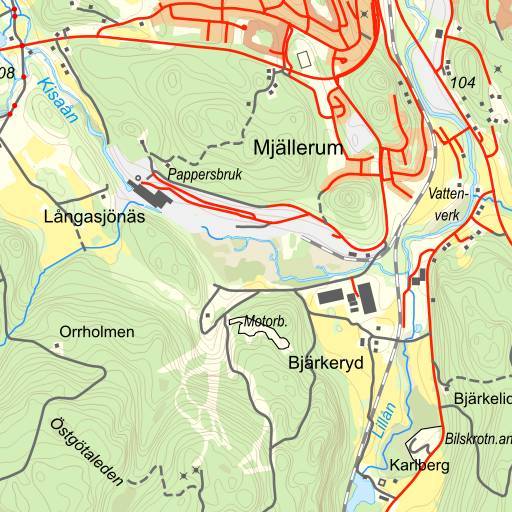 08
Kisaån
104
Mjällerum
Pappersbruk
Vatten-
verk
Långasjönäs
Orrholmen
Motorb.
Bjärkeryd
Bjärkelid
Lillån
Östgötaleden
Bilskrotn.an
Karlberg